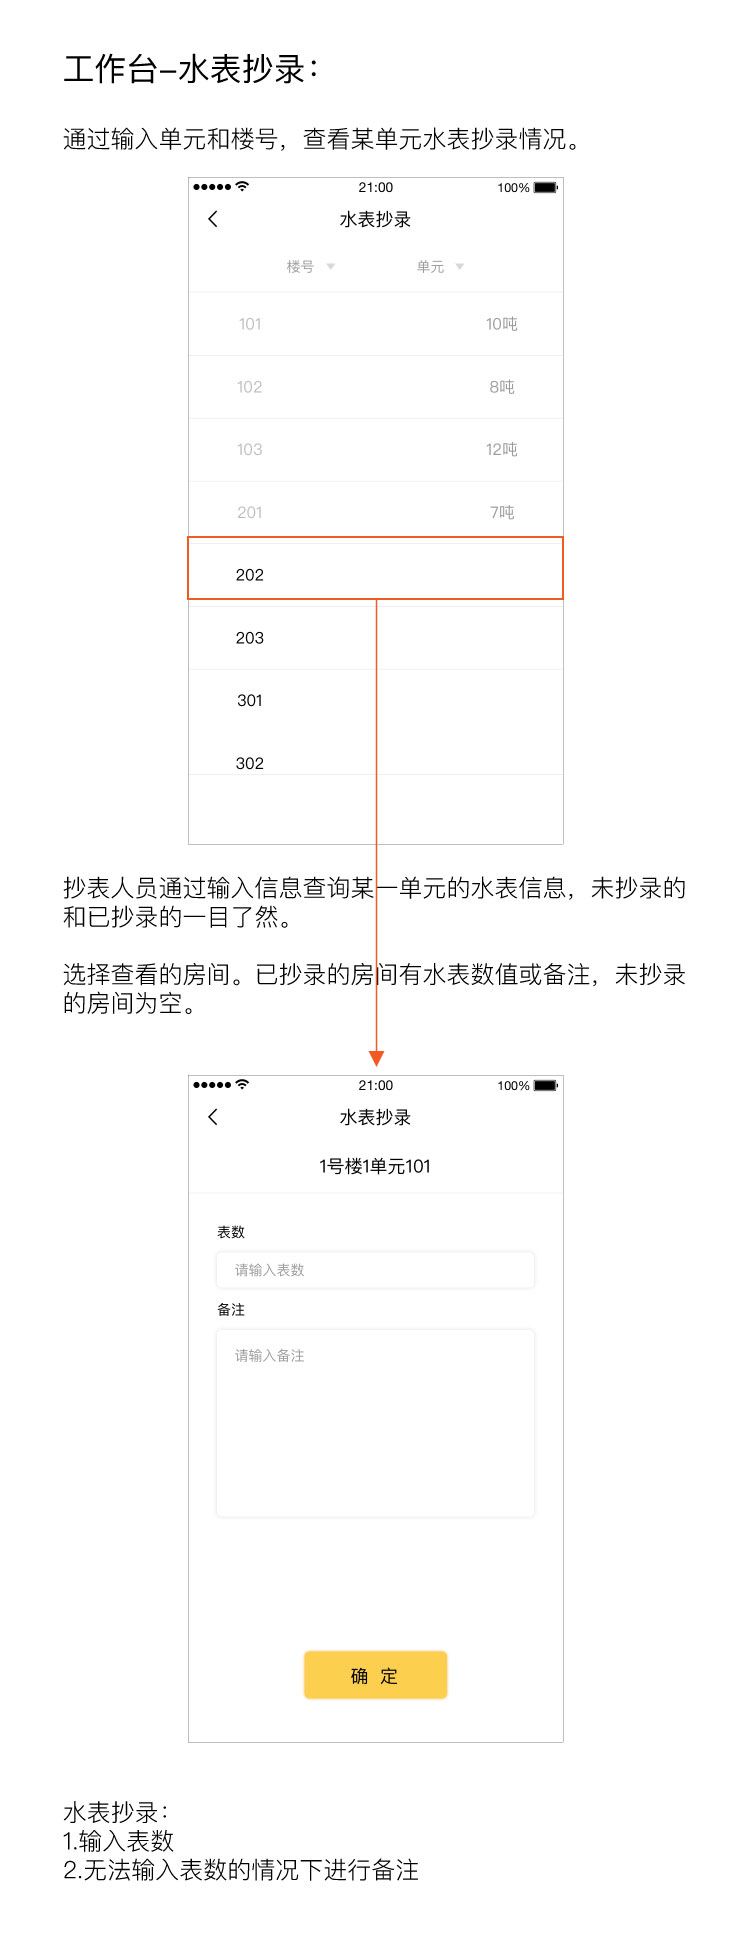 工作台-水表抄录：
通过输入单元和楼号，查看某单元水表抄录情况。
21:00 100%
水表抄录
楼号 单元
101 10吨
102 8吨
103 12吨
201 7吨
202
203
301
302
抄表人员通过输入信息查询某一单元的水表信息，未抄录的
和已抄录的一目了然。
选择查看的房间。已抄录的房间有水表数值或备注，未抄录
的房间为空。
21:00 100%
水表抄录
1号楼1单元101
表数
请输入表数
备注
请输入备注
确 定
水表抄录：
1.输入表数
2.无法输入表数的情况下进行备注